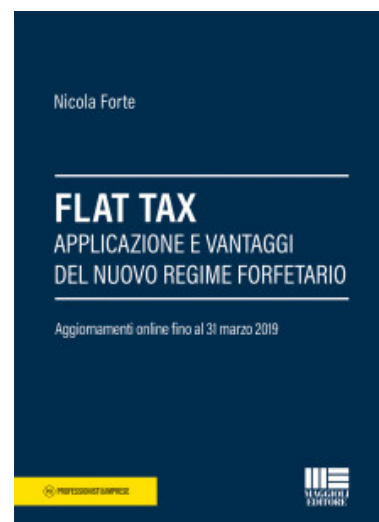 Nicola Forte
FLAT TAX
APPLICAZIONE E VANTAGGI
DEL NUOVO REGIME FORFETARIO
Aggiornamenti online fino al 31 marzo 2019
PROFESSIONISTI&IMPRESE
MAGGIOLI
EDITORE